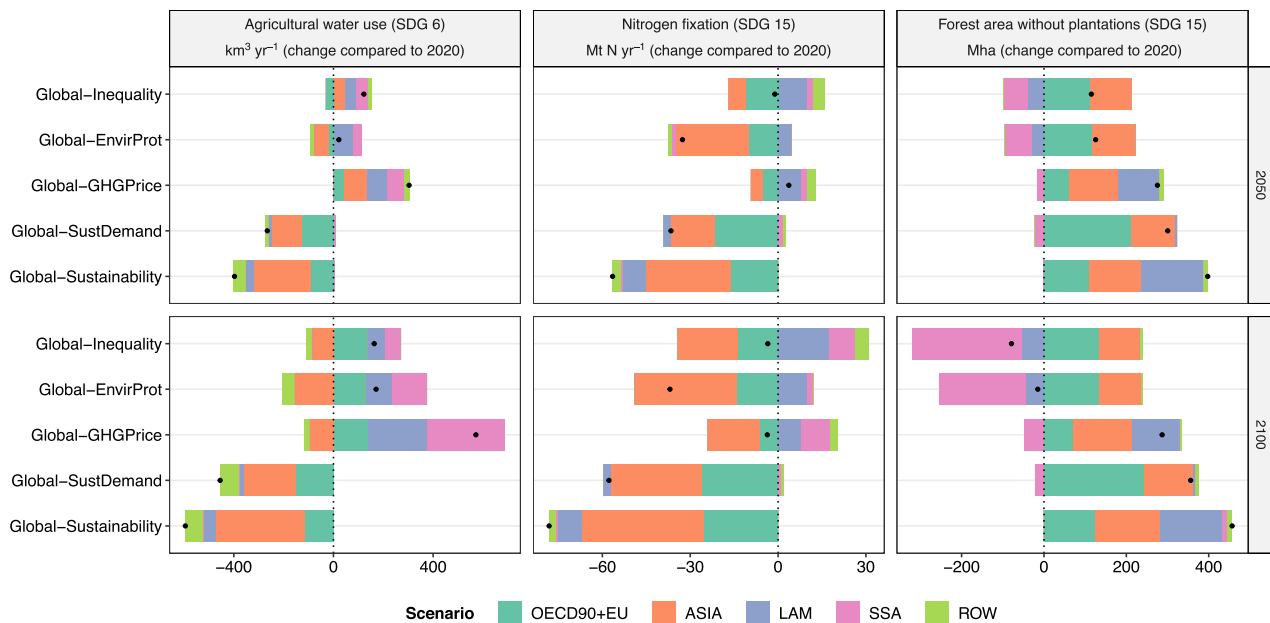 Agricultural water use (SDG 6)
km³ yr⁻¹ (change compared to 2020)
Nitrogen fixation (SDG 15)
Mt N yr⁻¹ (change compared to 2020)
Forest area without plantations (SDG 15)
Mha (change compared to 2020)
Global−Inequality
Global−EnvirProt
Global−GHGPrice
Global−SustDemand
Global−Sustainability
2050
Global−Inequality
Global−EnvirProt
Global−GHGPrice
Global−SustDemand
Global−Sustainability
2100
−400 0 400
−60 −30 0 30
−200 0 200 400
Scenario OECD90+EU ASIA LAM SSA ROW